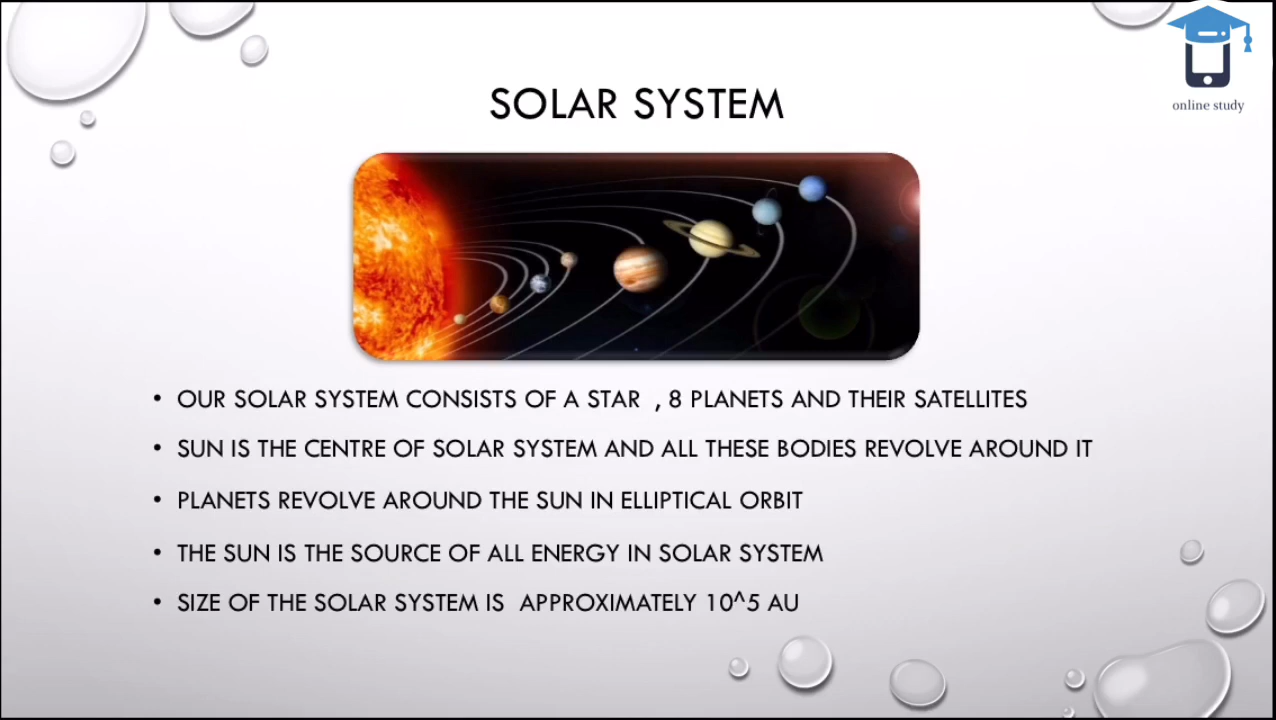 online study
SOLAR SYSTEM
• OUR SOLAR SYSTEM CONSISTS OF A STAR , 8 PLANETS AND THEIR SATELLITES
• SUN IS THE CENTRE OF SOLAR SYSTEM AND ALL THESE BODIES REVOLVE AROUND IT
• PLANETS REVOLVE AROUND THE SUN IN ELLIPTICAL ORBIT
• THE SUN IS THE SOURCE OF ALL ENERGY IN SOLAR SYSTEM
• SIZE OF THE SOLAR SYSTEM IS APPROXIMATELY 10^5 AU